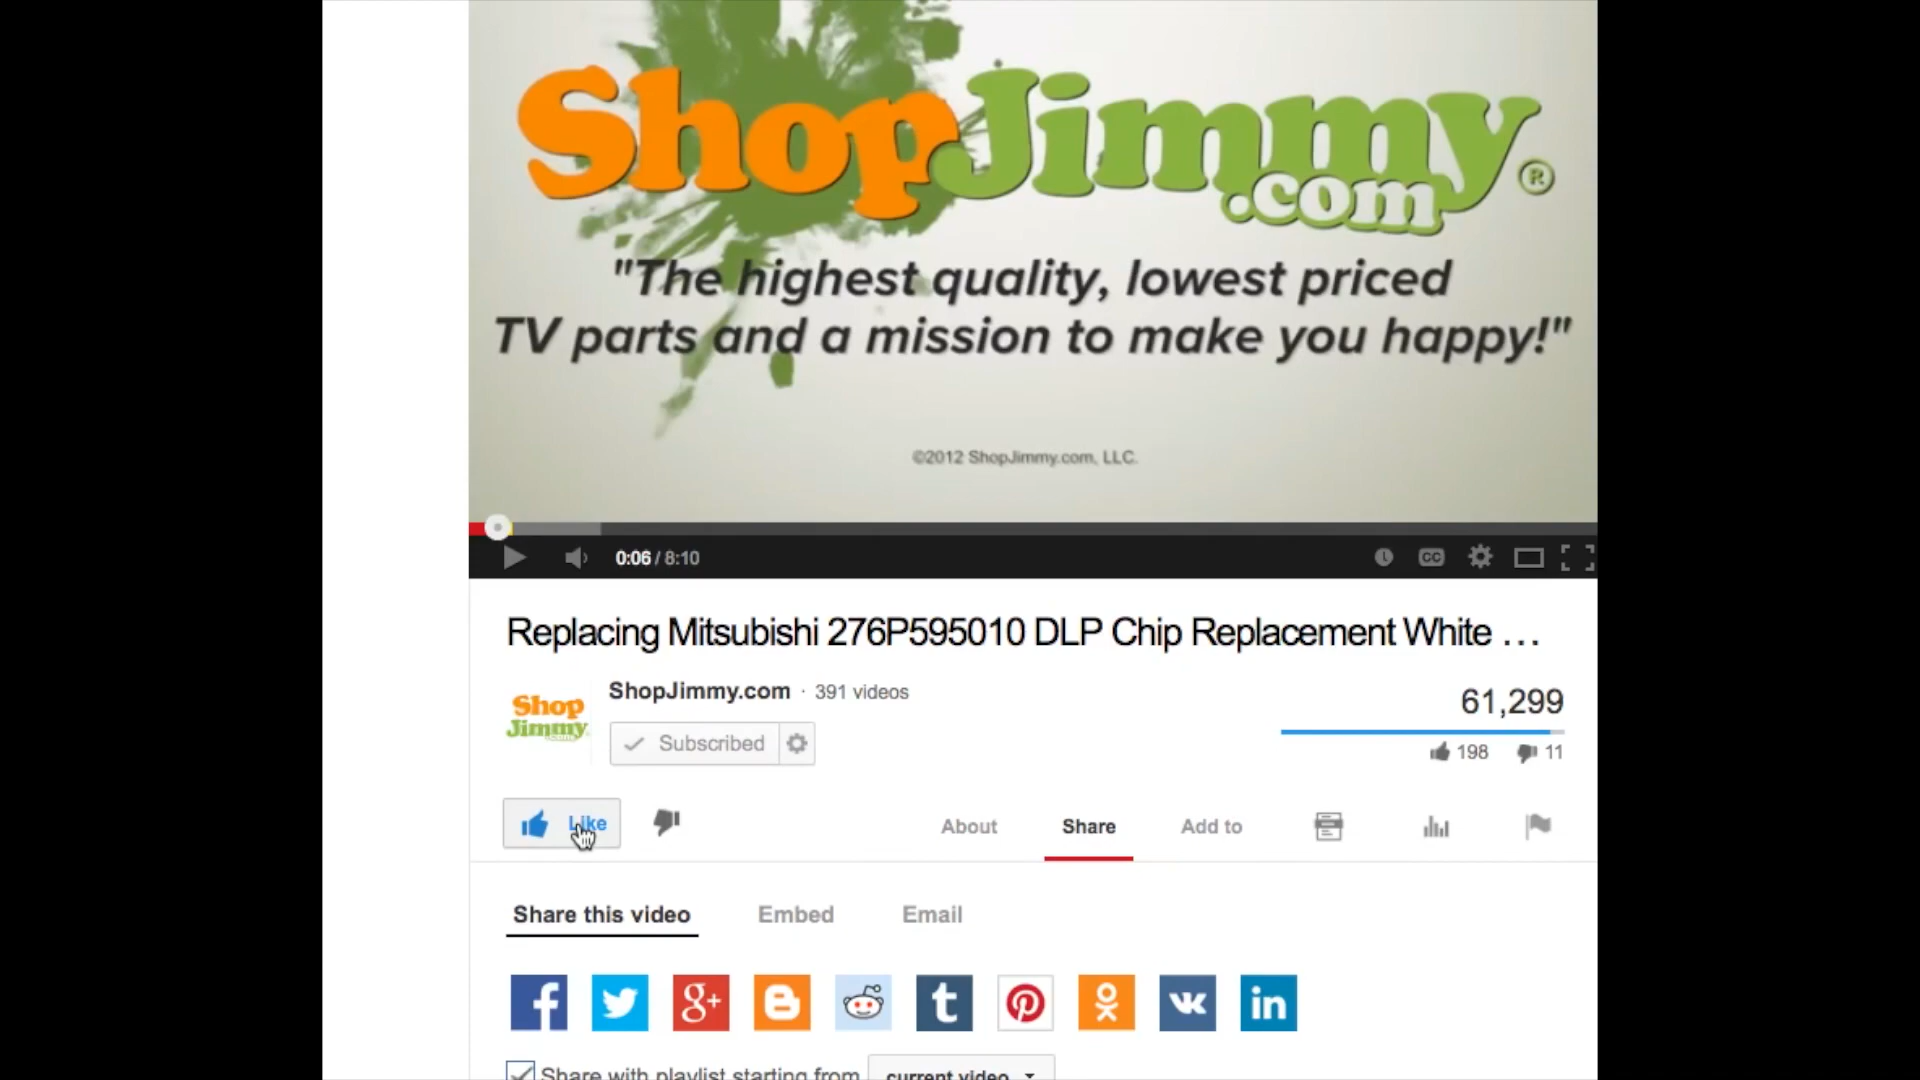 ShopJimmy.com®
"The highest quality, lowest priced
TV parts and a mission to make you happy!"
©2012 ShopJimmy.com, LLC.
0:06 / 8:10
CC
Replacing Mitsubishi 276P595010 DLP Chip Replacement White ...
Shop
Jimmy
.com
ShopJimmy.com · 391 videos
61,299
Subscribed
198 11
Like
About Share Add to
Share this video Embed Email
Share with playlist starting from current video